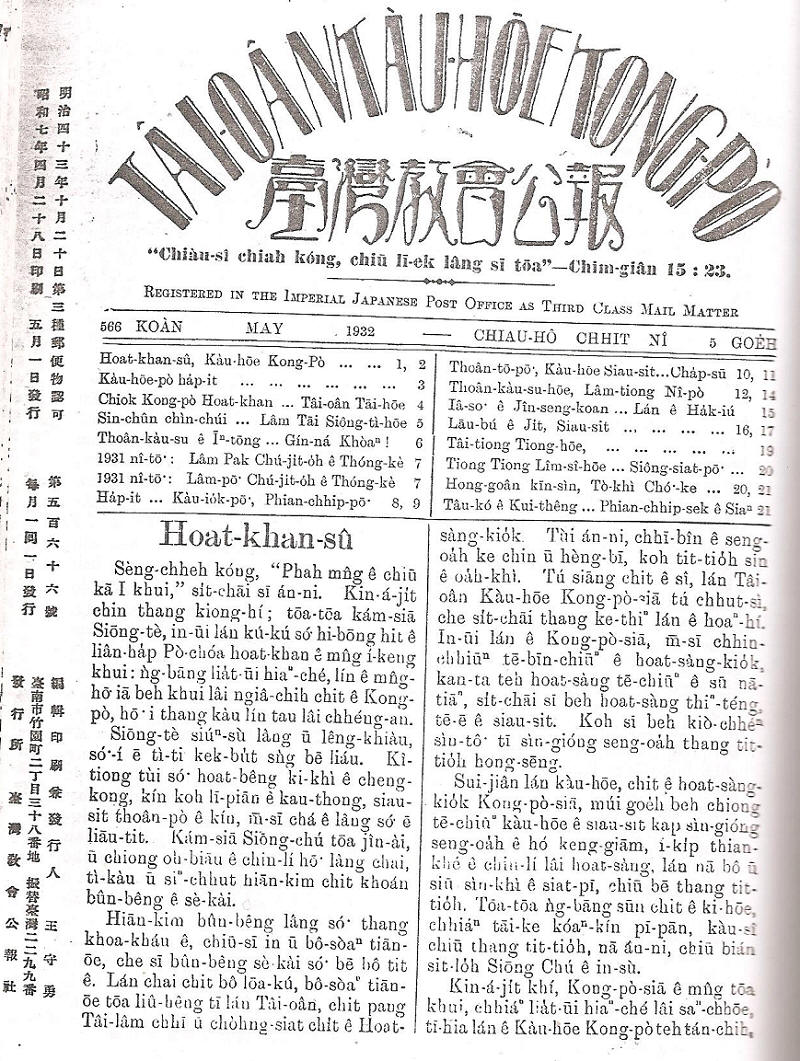 TÂI-OÂN KÀU-HŌE KONG-PÒ
臺灣教會公報
“Chiàu-sî chiah kóng, chiū lī-ek lâng sī tōa”—Chim-giân 15 : 23.
REGISTERED IN THE IMPERIAL JAPANESE POST OFFICE AS THIRD CLASS MAIL MATTER
566 KOÀN MAY 1932 — CHIAU-HÔ CHHIT NÎ 5 GOE̍H
Hoat-khan-sû, Kàu-hōe Kong-Pò ... ... 1, 2
Kàu-hōe-pò ha̍p-it ... ... ... ... ... 3
Chiok Kong-pò Hoat-khan ... Tâi-oân Tāi-hōe 4
Sin-chûn chìn-chúi ... Lâm Tāi Siông-tì-hōe 5
Thoân-kàu-su ê Īⁿ-tōng ... Gín-ná Khòaⁿ ! 6
1931 nî-tō͘ : Lâm Pak Chú-ji̍t-o̍h ê Thóng-kè 7
1931 nî-tō͘ : Lâm-pō͘ Chú-ji̍t-o̍h ê Thóng-kè 7
Ha̍p-it ... Kàu-io̍k-pō͘, Phian-chhip-pō͘ 8, 9
Thoân-tō-pō͘, Kàu-hōe Siau-sit...Cha̍p-sū 10, 11
Thoân-kàu-su-hōe, Lâm-tiong Nî-pò 12, 14
Iâ-so͘ ê Jîn-seng-koan ... Lán ê Ha̍k-iú 15
Lāu-bú ê Ji̍t, Siau-sit ... ... ... ... 16, 17
Tâi-tiong Tiong-hōe, ... ... ... ... 19
Tiong Tiong Lîm-sî-hōe ... Siông-siat-pō͘ ... 20
Hong-goân kīn-sìn, Tò-khì Chó͘-ke ... 20, 21
Tâu-kó ê Kui-thêng ... Phian-chhip-sek ê Siaⁿ 21
Hoat-khan-sû
Sèng-chheh kóng, “Phah mn̂g ê chiū
kā I khui,” si̍t-chāi sī án-ni. Kin-á-ji̍t
chin thang kiong-hí; tōa-tōa kám-siā
Siōng-tè, in-ūi lán kú-kú só͘ hi-bōng hit ê
liân-ha̍p Pò-chóa hoat-khan ê mn̂g í-keng
khui : ǹg-bāng lia̍t-ūi hiaⁿ-ché, lín ê mn̂g-
hō͘ iā beh khui lâi ngiâ-chih chit ê Kong-
pò, hō͘ i thang kàu lín tau lâi chhéng-an.
Siōng-tè siúⁿ-sù lâng ū lêng-khiàu,
só͘-í ē tì-ti kek-bu̍t sǹg bē liáu. Kî-
tiong tùi só͘ hoat-bêng ki-khì ê cheng-
kong, kín koh lī-piān ê kau-thong, siau-
sit thoân-pò ê kín, m̄-sī chá ê lâng só͘ ē
liāu-tit. Kám-siā Siōng-chú tōa jîn-ài,
ū chiong oh-biāu ê chin-lí hō͘ lâng chai,
tì-kàu ū siⁿ-chhut hiān-kim chit khoán
bûn-bêng ê sè-kài.
Hiān-kim bûn-bêng lâng só͘ thang
khoa-kháu ê, chiū-sī in ū bô-sòaⁿ tiān-
ōe, che sī bûn-bêng sè-kài só͘ bē bô tit
ê. Lán chai chit bô lōa-kú, bô-sòaⁿ tiān-
ōe tōa liû-hêng tī lán Tâi-oân, chit pang
Tâi-lâm chhī ū chòng-siat chit ê Hoat-
sàng-kio̍k. Tùi án-ni, chhī-bîn ê seng-
oa̍h ke chin ū hèng-bī, koh tit-tio̍h sin
ê oa̍h-khì. Tú siāng chit ê sî, lán Tâi-
oân Kàu-hōe Kong-pò-siā tú chhut-sì,
che si̍t-chāi thang ke-thiⁿ lán ê hoaⁿ-hí.
In-ūi lán ê Kong-pò-siā, m̄-sī chhin-
chhiūⁿ tē-bīn-chiūⁿ ê hoat-sàng-kio̍k,
kan-ta teh hoat-sàng tē-chiūⁿ ê sū nā-
tiāⁿ, si̍t-chāi sī beh hoat-sàng thiⁿ-téng,
tē-ē ê siau-sit. Koh sī beh kiò-chhéⁿ
sìn-tô͘ tī sìn-gióng seng-oa̍h thang tit-
tio̍h hong-sēng.
Sui-jiân lán kàu-hōe, chit ê hoat-sàng-
kio̍k Kong-pò-siā, múi goe̍h beh chiong
tē-chiūⁿ kàu-hōe ê siau-sit kap sìn-gióng
seng-oa̍h ê hó keng-giām, í-ki̍p thian-
khé ê chin-lí lâi hoat-sàng, lán nā bô ū
siū sìn-khì ê siat-pī, chiū bē thang tit-
tio̍h. Tōa-tōa ǹg-bāng sūn chit ê ki-hōe,
chhiáⁿ tāi-ke kóaⁿ-kín pī-pān, kàu-sî
chiū thang tit-tio̍h, nā án-ni, chiū bián
sit-lo̍h Siōng Chú ê in-sù.
Kin-á-ji̍t khí, Kong-pò-siā ê mn̂g tōa
khui, chhiáⁿ lia̍t-ūi hiaⁿ-ché lâi saⁿ-chhōe,
tī-hia lán ê Kàu-hōe Kong-pò teh tán-chih,
明治四十三年十月二十日第三種郵便物認可
昭和七年四月二十八日印刷 五月一日發行
第五百六十六號
每月一回一日發行
編輯印刷兼發行人 王守勇
臺南市竹園町二丁目三十八番地 振替臺灣二二九九番
發行所 臺灣敎會公報社